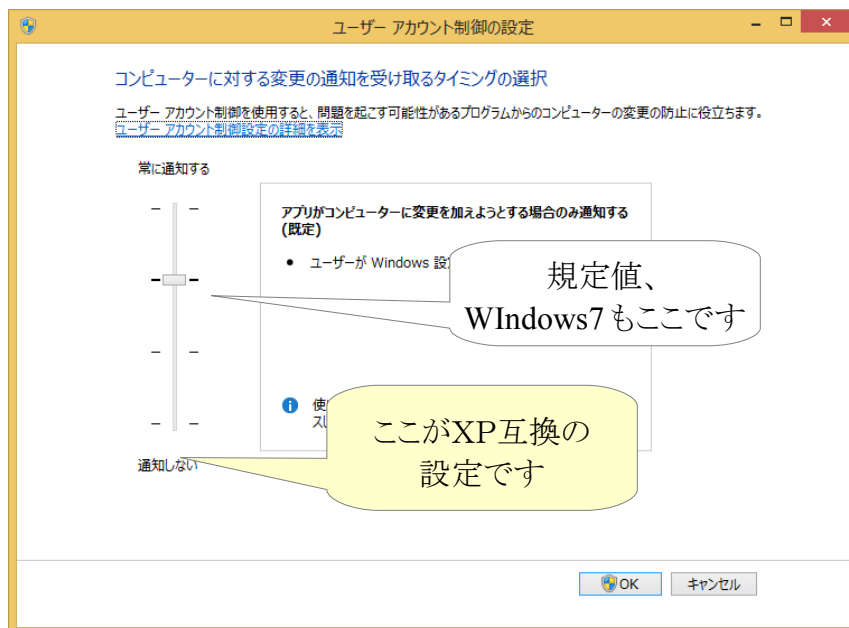 ユーザー アカウント制御の設定
コンピューターに対する変更の通知を受け取るタイミングの選択
ユーザー アカウント制御を使用すると、問題を起こす可能性があるプログラムからのコンピューターの変更の防止に役立ちます。
ユーザー アカウント制御設定の詳細を表示
常に通知する
アプリがコンピューターに変更を加えようとする場合のみ通知する
(既定)
• ユーザーが Windows 設
規定値、
WIndows7もここです
使
ここがXP互換の
設定です
通知しない
OK
キャンセル